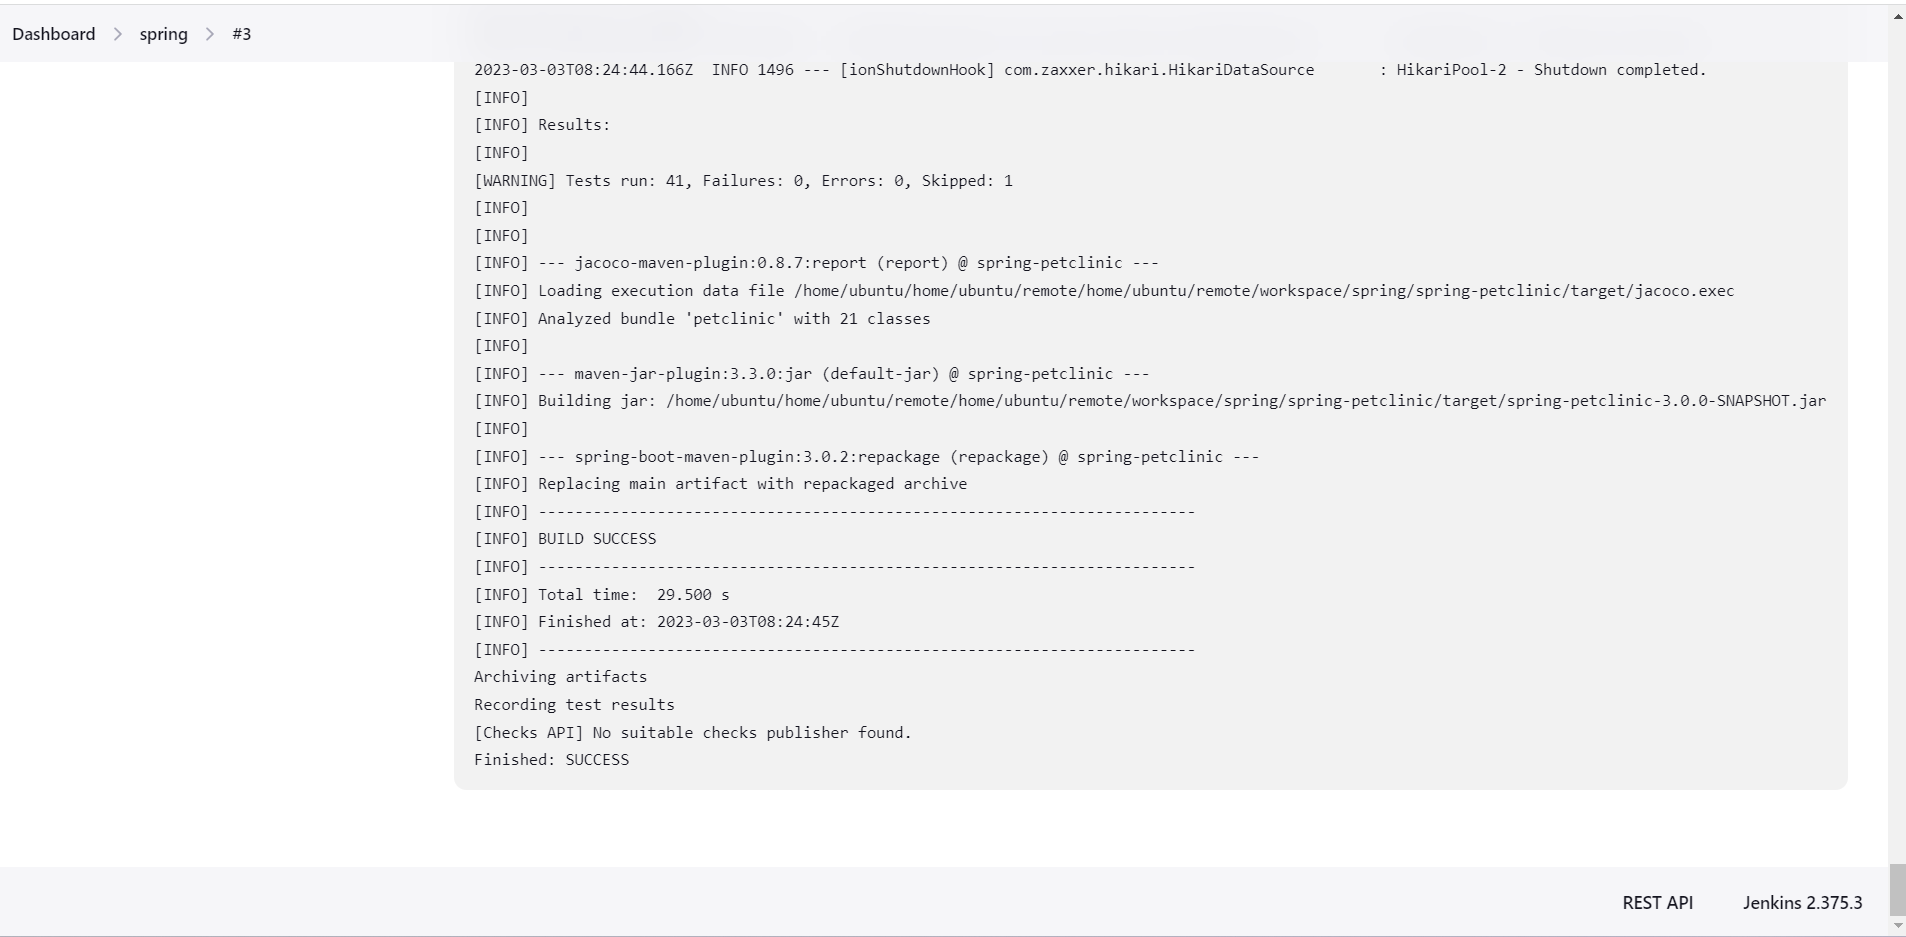 Dashboard > spring > #3
2023-03-03T08:24:44.166Z  INFO 1496 --- [ionShutdownHook] com.zaxxer.hikari.HikariDataSource       : HikariPool-2 - Shutdown completed.
[INFO]
[INFO] Results:
[INFO]
[WARNING] Tests run: 41, Failures: 0, Errors: 0, Skipped: 1
[INFO]
[INFO]
[INFO] --- jacoco-maven-plugin:0.8.7:report (report) @ spring-petclinic ---
[INFO] Loading execution data file /home/ubuntu/home/ubuntu/remote/home/ubuntu/remote/workspace/spring/spring-petclinic/target/jacoco.exec
[INFO] Analyzed bundle 'petclinic' with 21 classes
[INFO]
[INFO] --- maven-jar-plugin:3.3.0:jar (default-jar) @ spring-petclinic ---
[INFO] Building jar: /home/ubuntu/home/ubuntu/remote/home/ubuntu/remote/workspace/spring/spring-petclinic/target/spring-petclinic-3.0.0-SNAPSHOT.jar
[INFO]
[INFO] --- spring-boot-maven-plugin:3.0.2:repackage (repackage) @ spring-petclinic ---
[INFO] Replacing main artifact with repackaged archive
[INFO] ------------------------------------------------------------------------
[INFO] BUILD SUCCESS
[INFO] ------------------------------------------------------------------------
[INFO] Total time:  29.500 s
[INFO] Finished at: 2023-03-03T08:24:45Z
[INFO] ------------------------------------------------------------------------
Archiving artifacts
Recording test results
[Checks API] No suitable checks publisher found.
Finished: SUCCESS
REST API  Jenkins 2.375.3